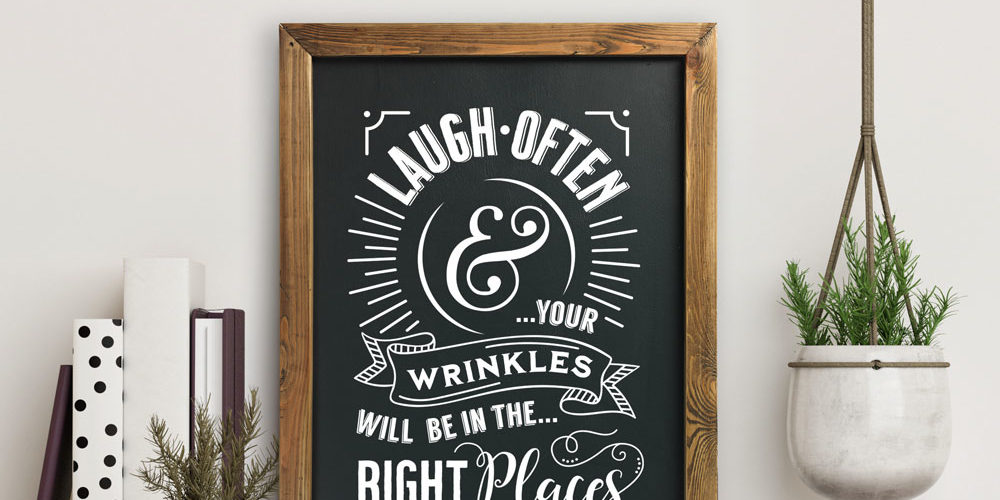 LAUGH·OFTEN
&
...YOUR
WRINKLES
WILL BE IN THE...
RIGHT Places